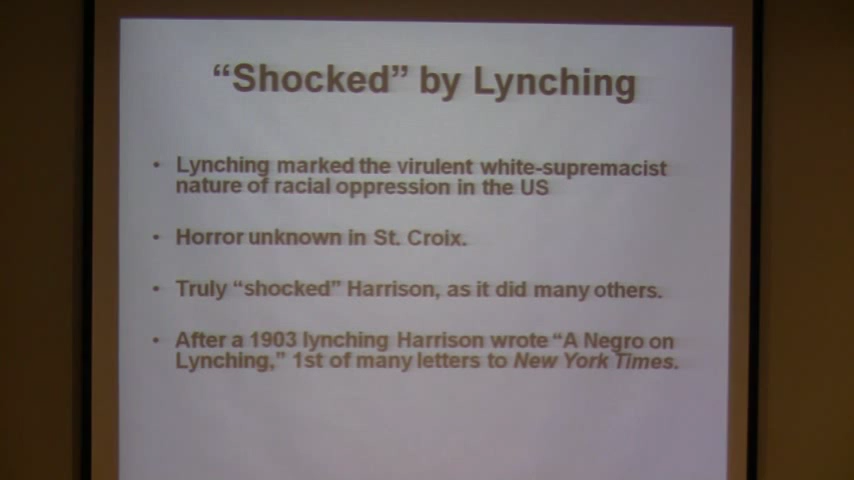 “Shocked” by Lynching
• Lynching marked the virulent white-supremacist
nature of racial oppression in the US
• Horror unknown in St. Croix.
• Truly “shocked” Harrison, as it did many others.
• After a 1903 lynching Harrison wrote “A Negro on
Lynching,” 1st of many letters to New York Times.